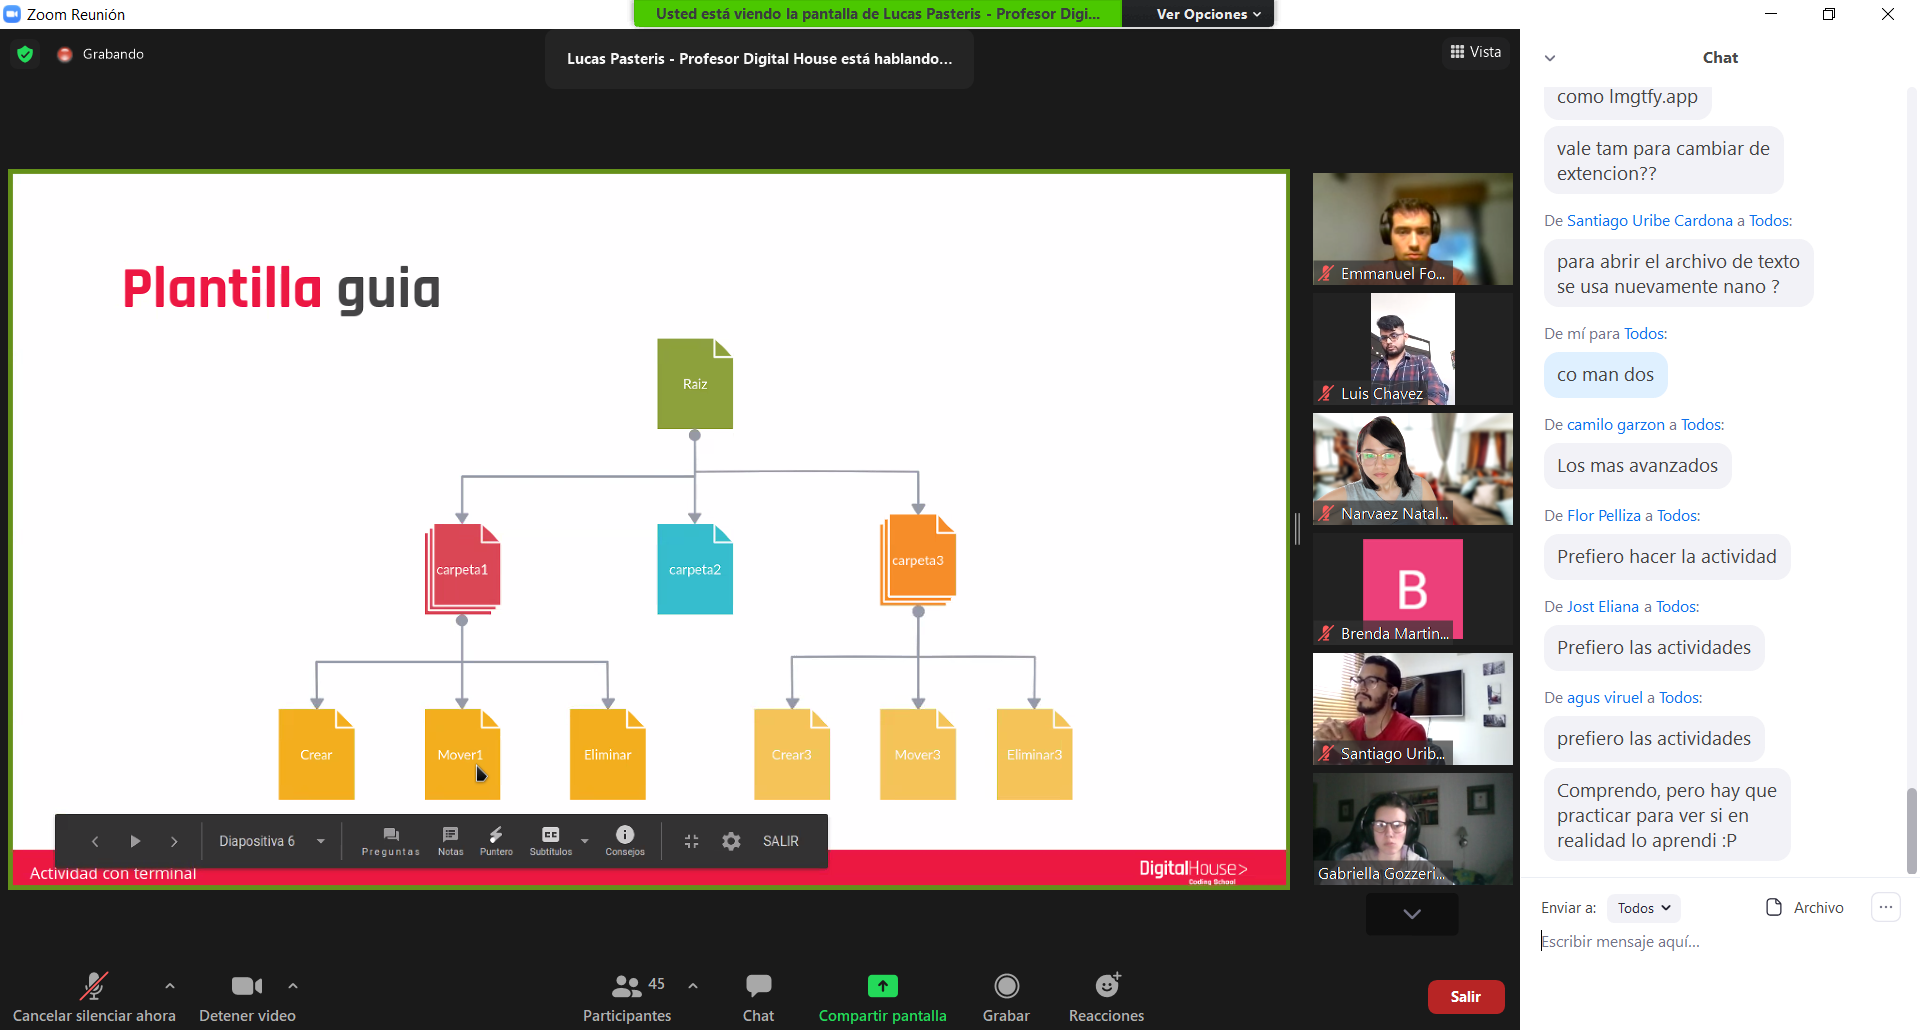 Zoom Reunión
Usted está viendo la pantalla de Lucas Pasteris - Profesor Digi...
Ver Opciones
Grabando
Lucas Pasteris - Profesor Digital House está hablando...
Vista
Plantilla guia
Raiz
carpeta1
carpeta2
carpeta3
Crear
Mover1
Eliminar
Crear3
Mover3
Eliminar3
Diapositiva 6
Preguntas
Notas
Puntero
CC
Subtítulos
Consejos
SALIR
Actividad con terminal
DigitalHouse>
Coding School
Emmanuel Fo...
Luis Chavez
Narvaez Natal...
B
Brenda Martin...
Santiago Urib...
Gabriella Gozzeri...
Chat
como lmgtfy.app
vale tam para cambiar de
extencion??
De Santiago Uribe Cardona a Todos:
para abrir el archivo de texto
se usa nuevamente nano ?
De mí para Todos:
co man dos
De camilo garzon a Todos:
Los mas avanzados
De Flor Pelliza a Todos:
Prefiero hacer la actividad
De Jost Eliana a Todos:
Prefiero las actividades
De agus viruel a Todos:
prefiero las actividades
Comprendo, pero hay que
practicar para ver si en
realidad lo aprendi :P
Enviar a:
Todos
Archivo
...
Escribir mensaje aquí...
Cancelar silenciar ahora
Detener video
45
Participantes
Chat
Compartir pantalla
Grabar
Reacciones
Salir